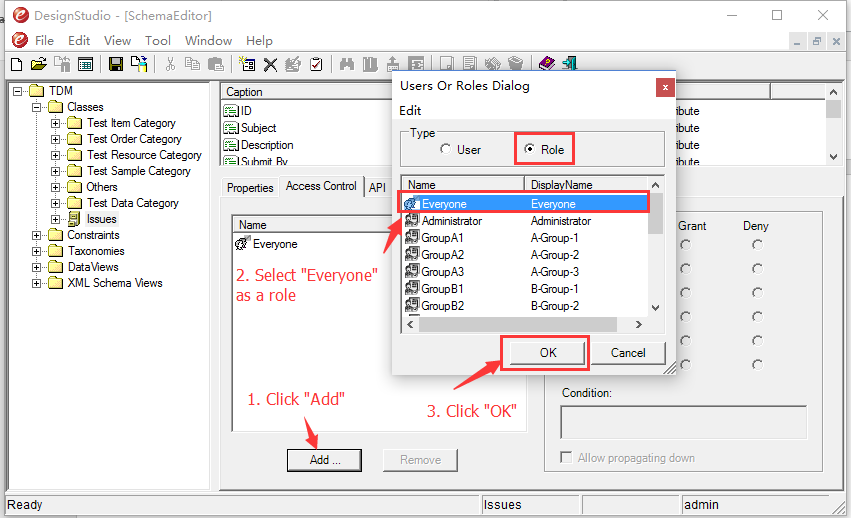 DesignStudio - [SchemaEditor]
File Edit View Tool Window Help
TDM
Classes
Test Item Category
Test Order Category
Test Resource Category
Test Sample Category
Others
Test Data Category
Issues
Constraints
Taxonomies
DataViews
XML Schema Views
Caption
ID
Subject
Description
Submit By
ribute
ribute
ribute
ribute
Properties Access Control API
Name
Everyone
2. Select "Everyone"
as a role
1. Click "Add"
3. Click "OK"
Add ... Remove
Users Or Roles Dialog
x
Edit
Type
User Role
Name DisplayName
Everyone Everyone
Administrator Administrator
GroupA1 A-Group-1
GroupA2 A-Group-2
GroupA3 A-Group-3
GroupB1 B-Group-1
GroupB2 B-Group-2
OK Cancel
Grant Deny
Condition:
Allow propagating down
Ready Issues admin